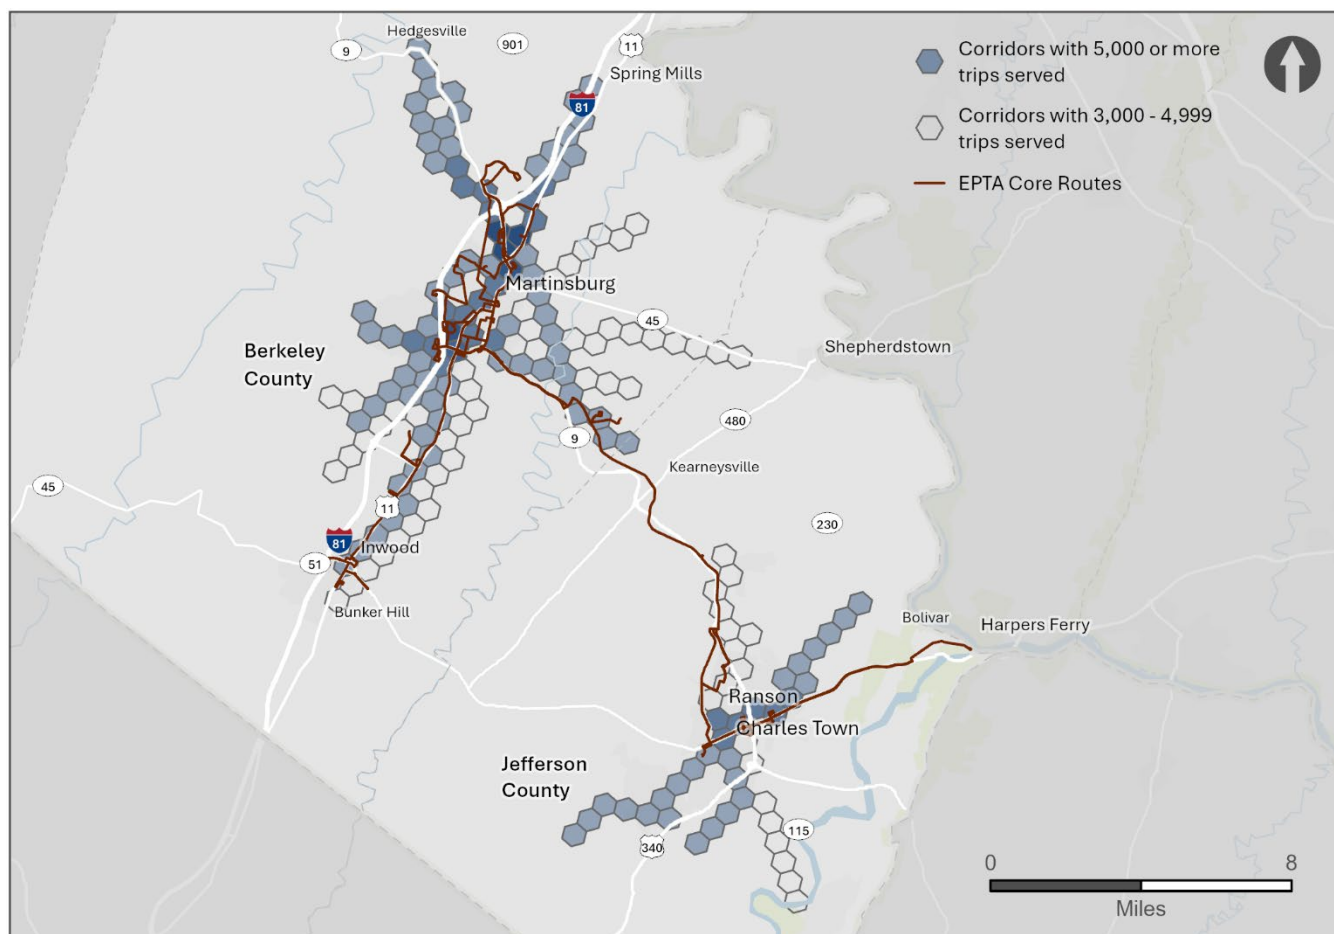 Hedgesville
9
901
11
Spring Mills
81
Corridors with 5,000 or more
trips served
Corridors with 3,000 - 4,999
trips served
EPTA Core Routes
Martinsburg
45
Shepherdstown
Berkeley
County
480
9
Kearneysville
45
11
230
81
Inwood
51
Bunker Hill
Bolivar
Harpers Ferry
Ranson
Charles Town
Jefferson
County
115
340
0
8
Miles